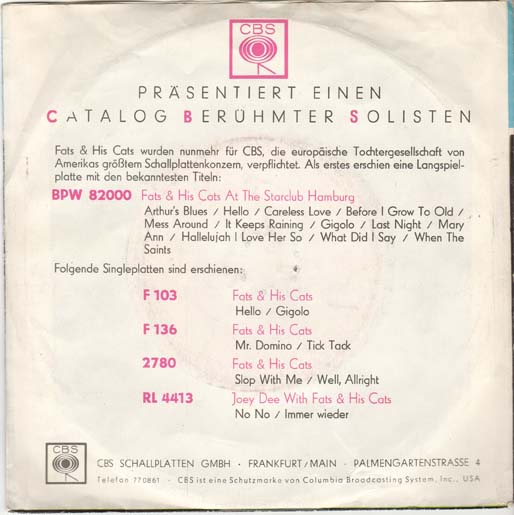 CBS
PRÄSENTIERT EINEN
CATALOG BERÜHMTER SOLISTEN
Fats & His Cats wurden nunmehr für CBS, die europäische Tochtergesellschaft von
Amerikas größtem Schallplattenkonzern, verpflichtet. Als erstes erschien eine Langspiel-
platte mit den bekanntesten Titeln:
BPW 82000 Fats & His Cats At The Starclub Hamburg
Arthur's Blues / Hello / Careless Love / Before I Grow To Old /
Mess Around / It Keeps Raining / Gigolo / Last Night / Mary
Ann / Hallelujah I Love Her So / What Did I Say / When The
Saints
Folgende Singleplatten sind erschienen:
F 103 Fats & His Cats
Hello / Gigolo
F 136 Fats & His Cats
Mr. Domino / Tick Tack
2780 Fats & His Cats
Slop With Me / Well, Allright
RL 4413 Joey Dee With Fats & His Cats
No No / Immer wieder
CBS
CBS SCHALLPLATTEN GMBH · FRANKFURT/MAIN · PALMENGARTENSTRASSE 4
Telefon 770861 · CBS ist eine Schutzmarke von Columbia Broadcasting System, Inc., USA